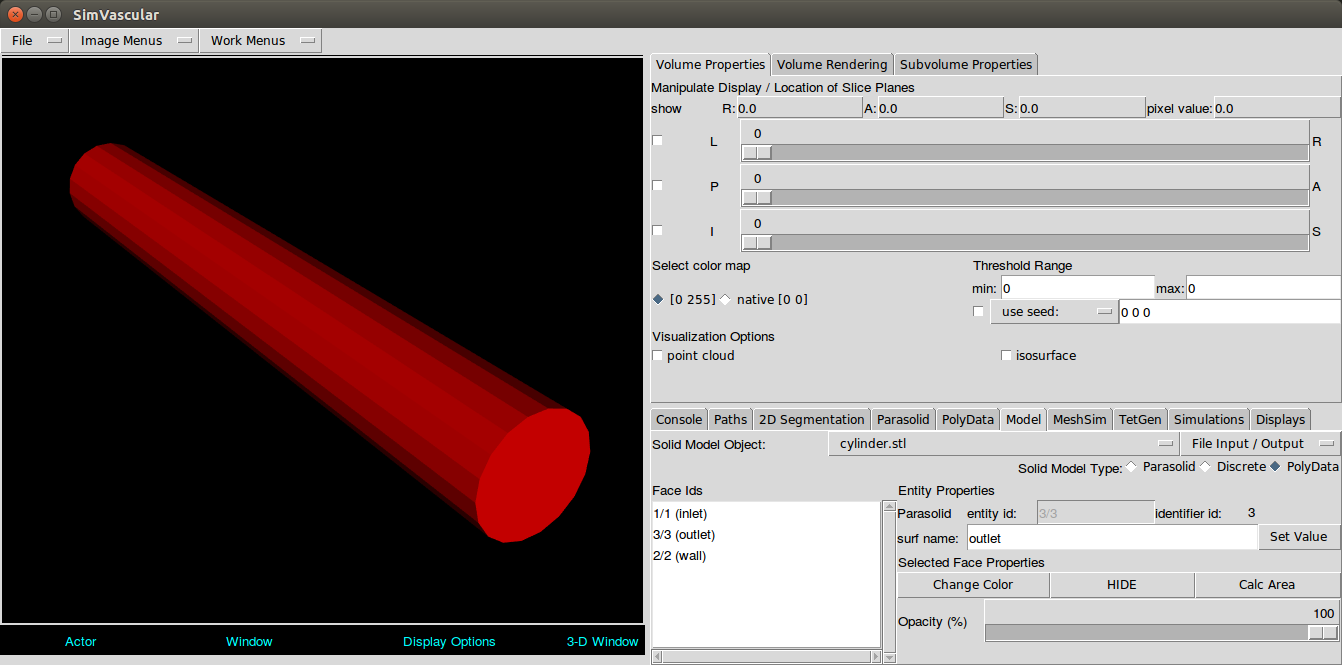 SimVascular
File Image Menus Work Menus
Volume Properties Volume Rendering Subvolume Properties
Manipulate Display / Location of Slice Planes
show R: 0.0 A: 0.0 S: 0.0 pixel value: 0.0
0
L R
0
P A
0
I S
Select color map Threshold Range
min: 0 max: 0
[0 255] native [0 0]
use seed: 0 0 0
Visualization Options
point cloud isosurface
Console Paths 2D Segmentation Parasolid PolyData Model MeshSim TetGen Simulations Displays
Solid Model Object: cylinder.stl File Input / Output
Solid Model Type: Parasolid Discrete PolyData
Face Ids Entity Properties
1/1 (inlet) Parasolid entity id: 3/3 identifier id: 3
3/3 (outlet) surf name: outlet Set Value
2/2 (wall) Selected Face Properties
Change Color HIDE Calc Area
100
Opacity (%)
Actor Window Display Options 3-D Window